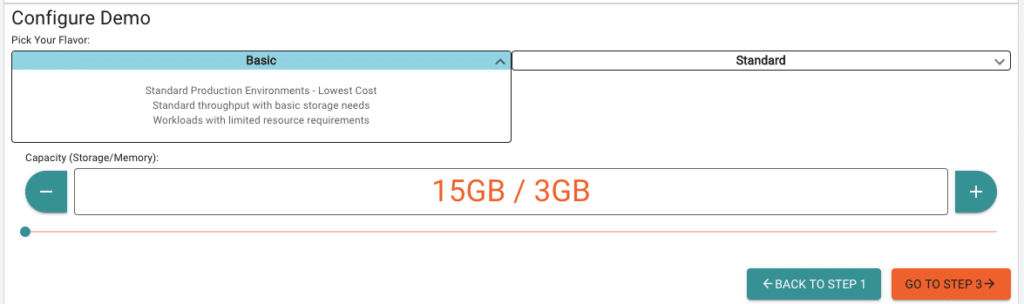 Configure Demo
Pick Your Flavor:
Basic
Standard
Standard Production Environments - Lowest Cost
Standard throughput with basic storage needs
Workloads with limited resource requirements
Capacity (Storage/Memory):
15GB / 3GB
BACK TO STEP 1
GO TO STEP 3